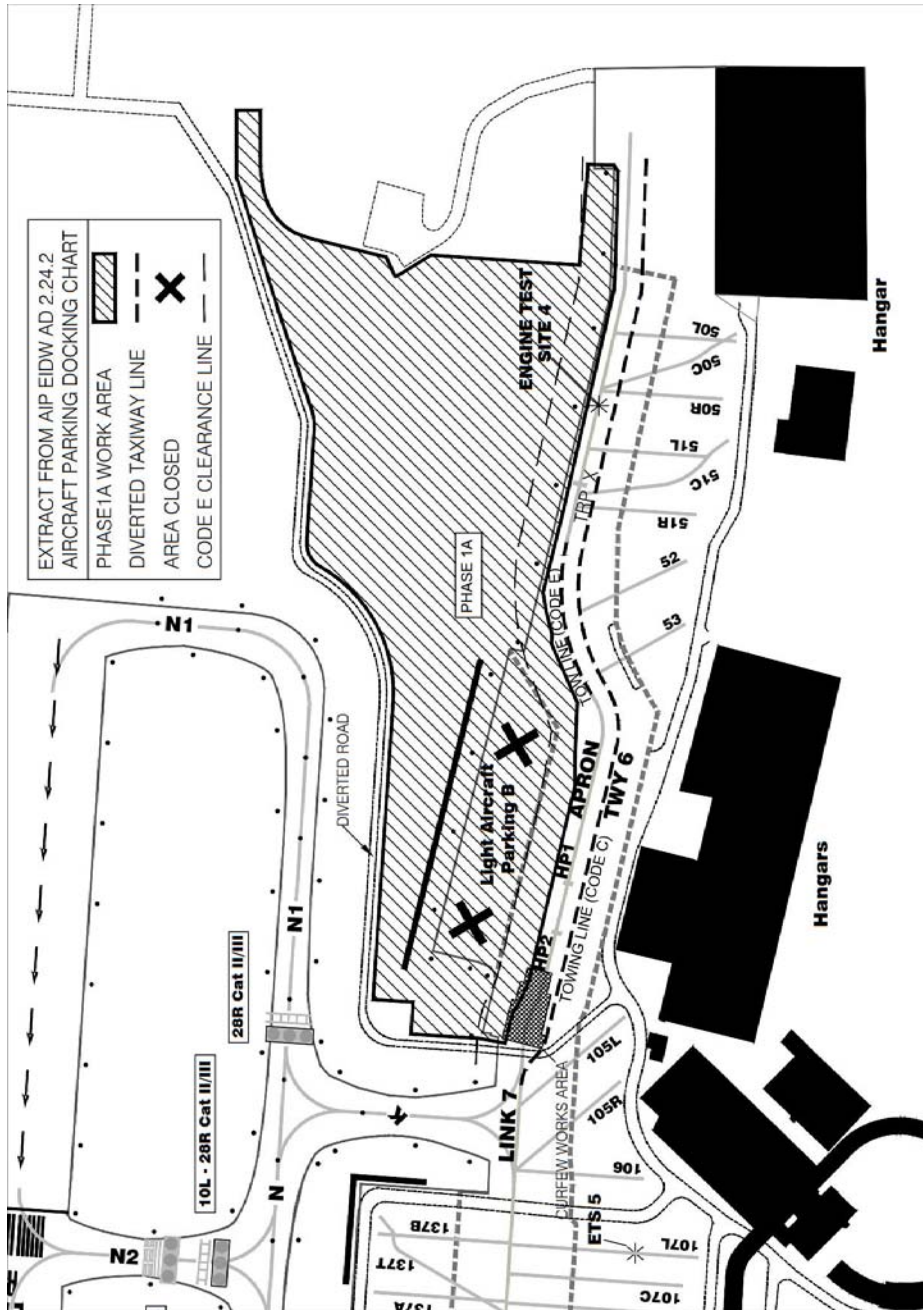 EXTRACT FROM AIP EIDW AD 2.24.2
AIRCRAFT PARKING DOCKING CHART
PHASE1A WORK AREA
DIVERTED TAXIWAY LINE
AREA CLOSED
CODE E CLEARANCE LINE
N1
N1
DIVERTED ROAD
28R Cat II/III
10L - 28R Cat II/III
N
N2
PHASE 1A
ENGINE TEST
SITE 4
Light Aircraft
Parking B
TOW LINE (CODE E)
TRP
APRON
TWY 6
HP1
HP2
TOWING LINE (CODE C)
CURFEW WORKS AREA
LINK 7
50L
50C
50R
51L
51C
51R
52
53
105L
105R
106
107L
107C
137B
137T
137A
ETS 5
Hangar
Hangars